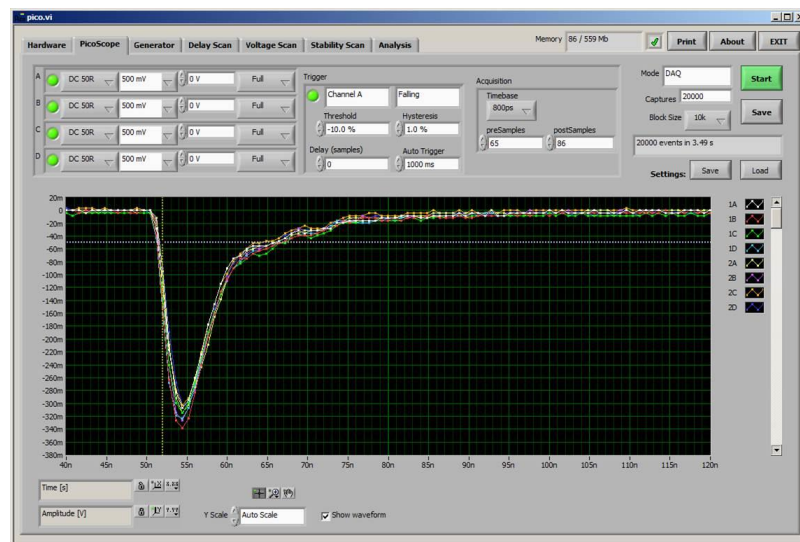 pico.vi
Hardware PicoScope Generator Delay Scan Voltage Scan Stability Scan Analysis
Memory 86 / 559 Mb Print About EXIT
A DC 50R 500 mV 0 V Full
B DC 50R 500 mV 0 V Full
C DC 50R 500 mV 0 V Full
D DC 50R 500 mV 0 V Full
Trigger
Channel A Falling
Threshold Hysteresis
-10.0 % 1.0 %
Delay (samples) Auto Trigger
0 1000 ms
Acquisition
Timebase
800ps
preSamples postSamples
65 86
Mode DAQ
Captures 20000
Block Size 10k
Start
Save
20000 events in 3.49 s
Settings: Save Load
20m
0
-20m
-40m
-60m
-80m
-100m
-120m
-140m
-160m
-180m
-200m
-220m
-240m
-260m
-280m
-300m
-320m
-340m
-360m
-380m
40n 45n 50n 55n 60n 65n 70n 75n 80n 85n 90n 95n 100n 105n 110n 115n 120n
1A
1B
1C
1D
2A
2B
2C
2D
Time [s]
Amplitude [V]
Y Scale Auto Scale Show waveform